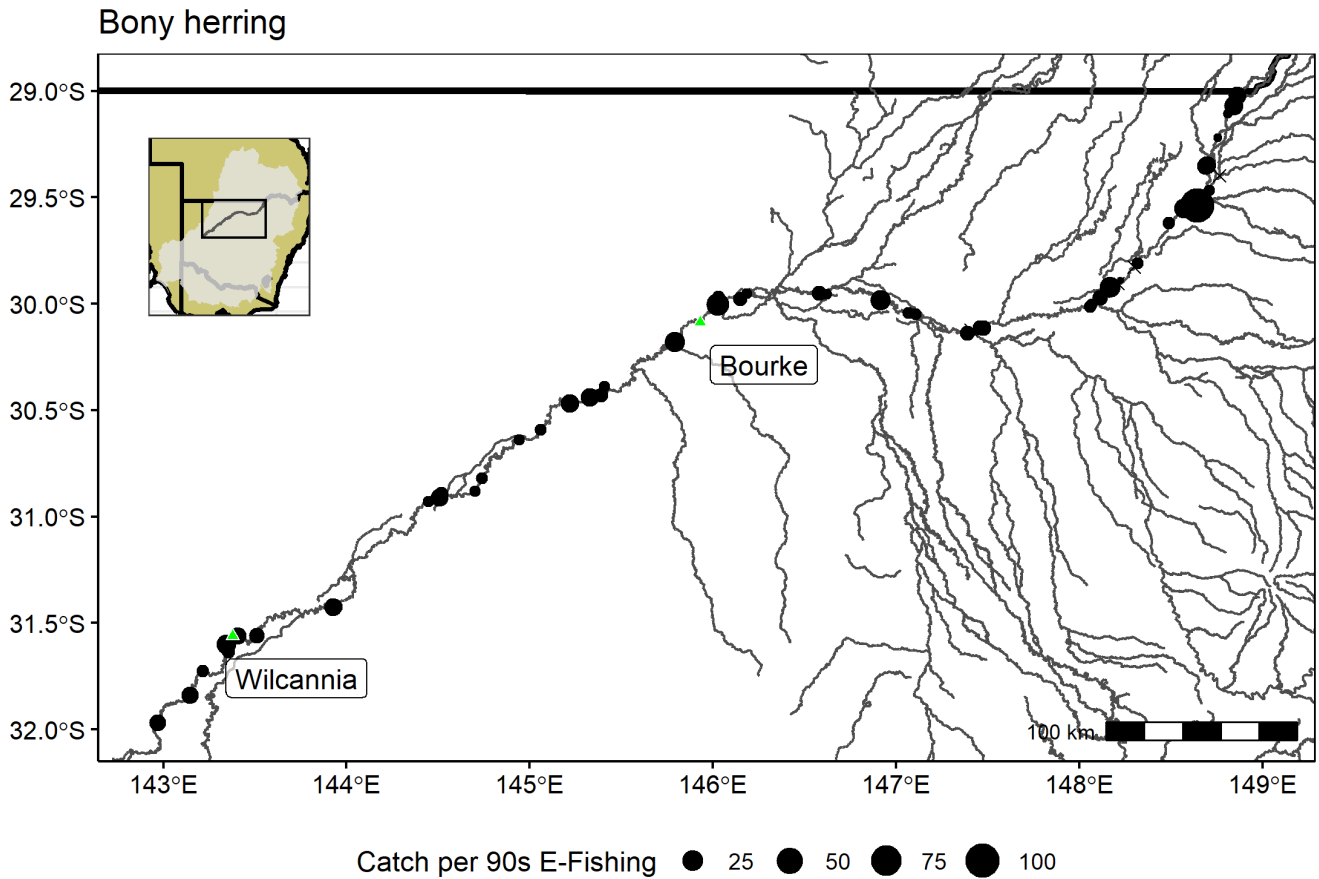 Bony herring
29.0°S
29.5°S
30.0°S
30.5°S
31.0°S
31.5°S
32.0°S
Bourke
Wilcannia
100 km
143°E 144°E 145°E 146°E 147°E 148°E 149°E
Catch per 90s E-Fishing 25 50 75 100